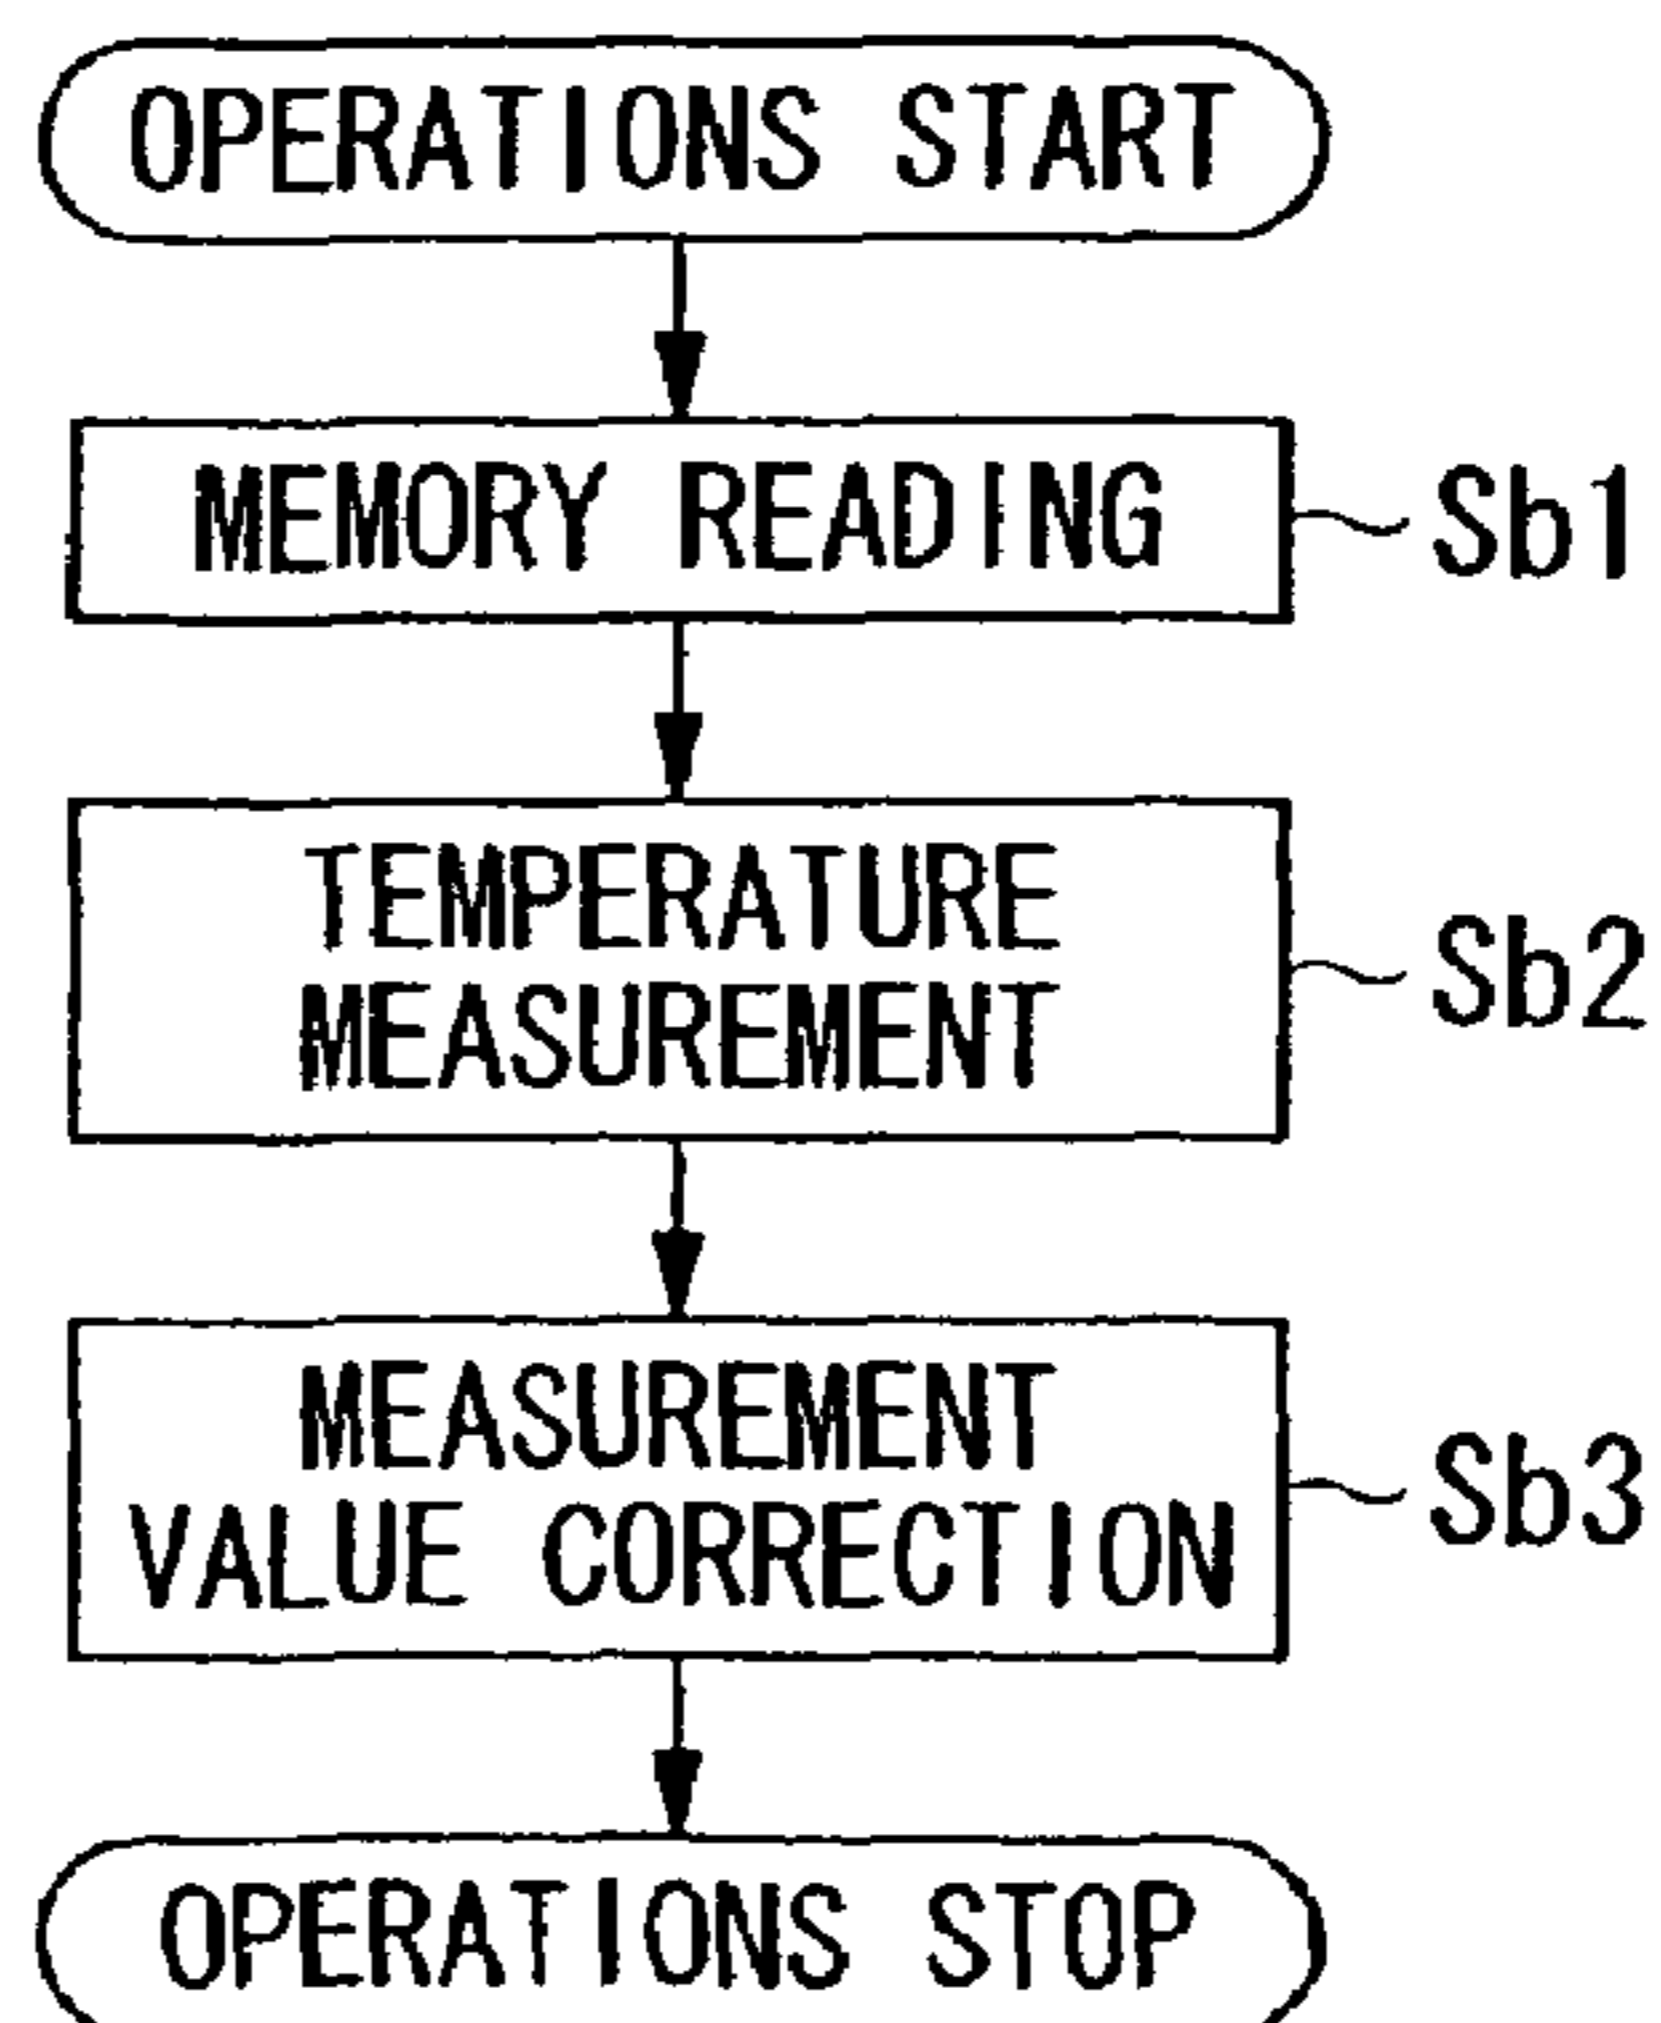 OPERATIONS START
MEMORY READING
Sb1
TEMPERATURE
MEASUREMENT
Sb2
MEASUREMENT
VALUE CORRECTION
Sb3
OPERATIONS STOP